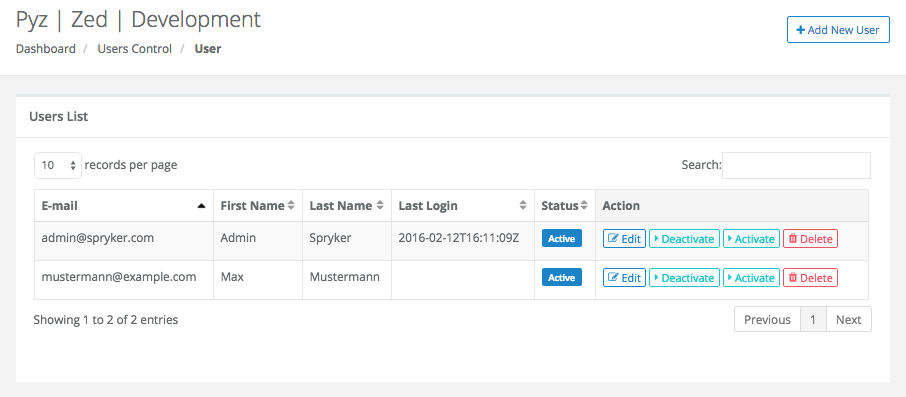 Pyz | Zed | Development
Dashboard / Users Control / User
Add New User
Users List
10 records per page Search:
E-mail First Name Last Name Last Login Status Action
admin@spryker.com Admin Spryker 2016-02-12T16:11:09Z Active Edit Deactivate Activate Delete
mustermann@example.com Max Mustermann Active Edit Deactivate Activate Delete
Showing 1 to 2 of 2 entries Previous 1 Next